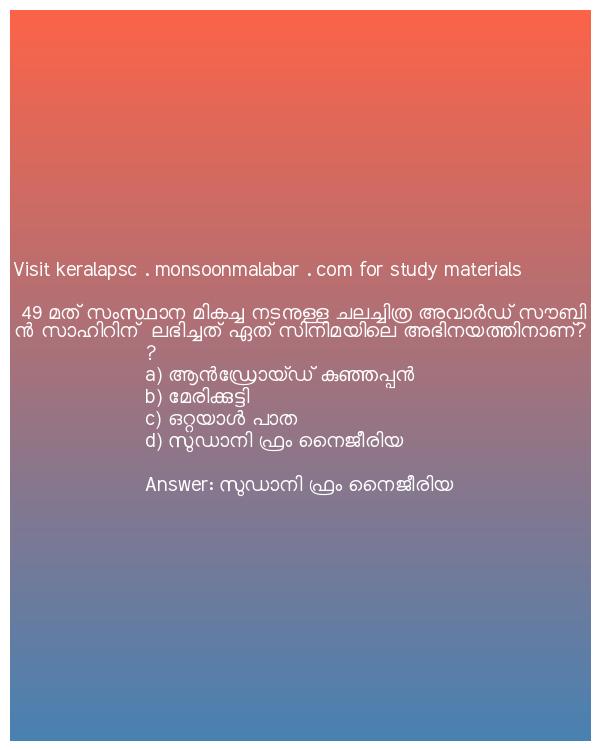 Visit keralapsc . monsoonmalabar . com for study materials
49 മത് സംസ്ഥാന മികച്ച നടനുള്ള ചലച്ചിത്ര അവാർഡ് സൗബി
ൻ സാഹിറിന് ലഭിച്ചത് ഏത് സിനിമയിലെ അഭിനയത്തിനാണ്?
?
a) ആൻഡ്രോയ്ഡ് കുഞ്ഞപ്പൻ
b) മേരിക്കുട്ടി
c) ഒറ്റയാൾ പാത
d) സുഡാനി ഫ്രം നൈജീരിയ
Answer: സുഡാനി ഫ്രം നൈജീരിയ